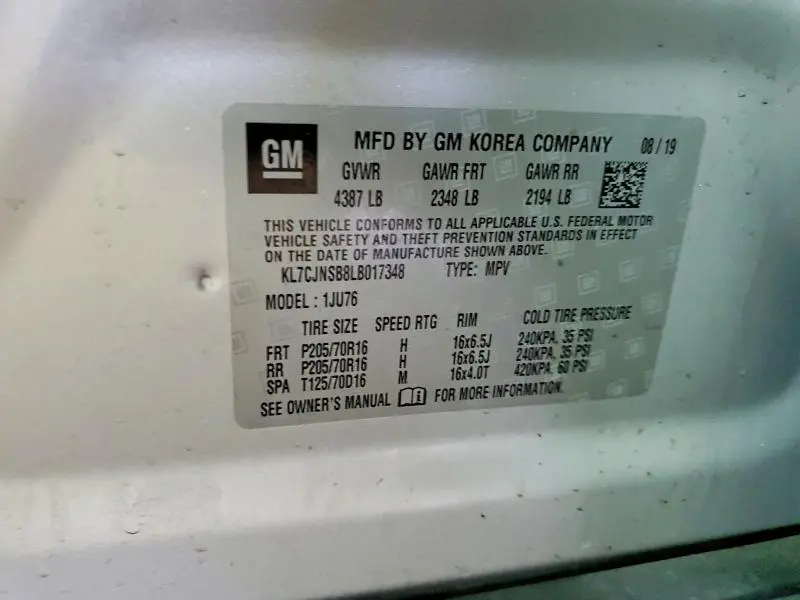 GM MFD BY GM KOREA COMPANY 08/19
GVWR GAWR FRT GAWR RR
4387 LB 2348 LB 2194 LB
THIS VEHICLE CONFORMS TO ALL APPLICABLE U.S. FEDERAL MOTOR
VEHICLE SAFETY AND THEFT PREVENTION STANDARDS IN EFFECT
ON THE DATE OF MANUFACTURE SHOWN ABOVE.
KL7CJNSB8LB017348 TYPE: MPV
MODEL : 1JU76
TIRE SIZE SPEED RTG RIM COLD TIRE PRESSURE
FRT P205/70R16 H 16x6.5J 240KPA, 35 PSI
RR P205/70R16 H 16x6.5J 240KPA, 35 PSI
SPA T125/70D16 M 16x4.0T 420KPA, 60 PSI
SEE OWNER'S MANUAL FOR MORE INFORMATION.